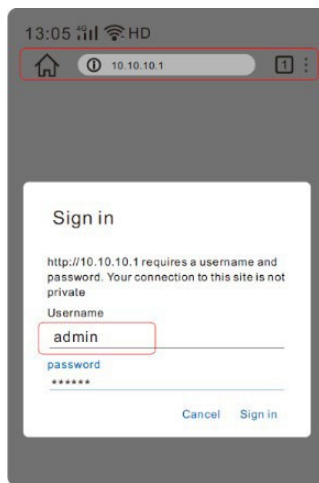 13:05 4G HD
10.10.10.1 1
Sign in
http://10.10.10.1 requires a username and
password. Your connection to this site is not
private
Username
admin
password
******
Cancel Sign in